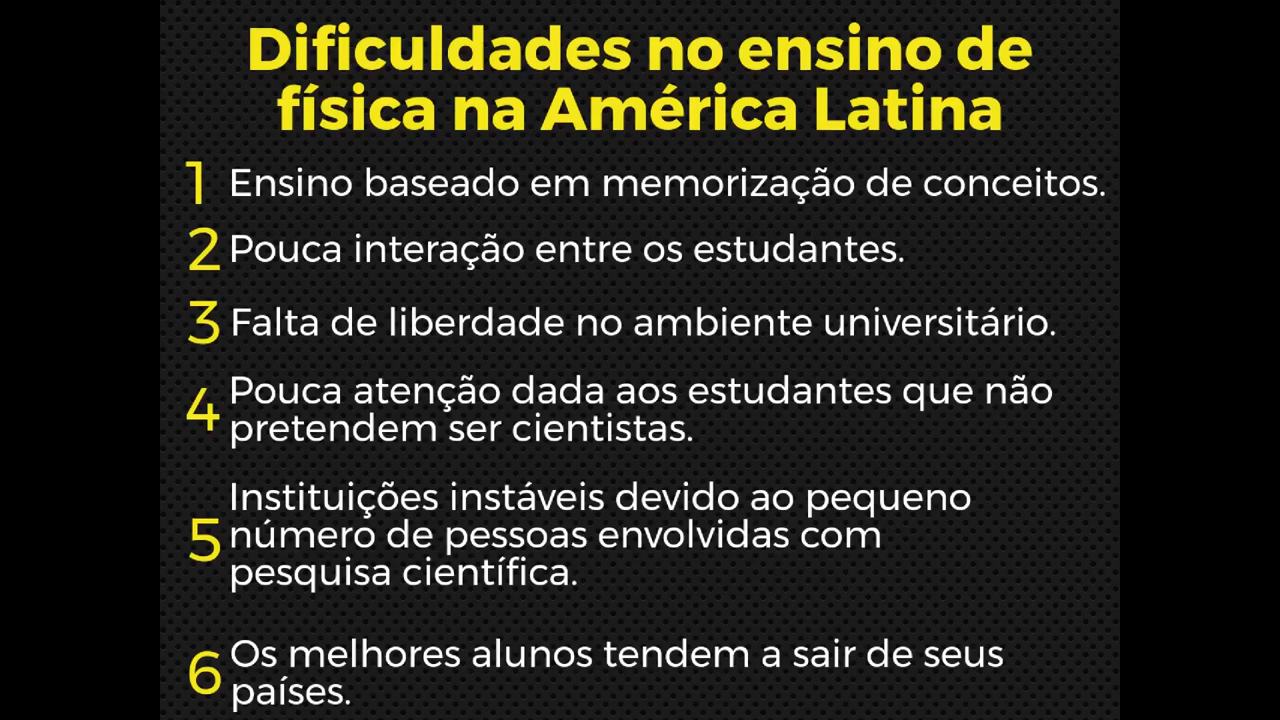 Dificuldades no ensino de
física na América Latina
1 Ensino baseado em memorização de conceitos.
2 Pouca interação entre os estudantes.
3 Falta de liberdade no ambiente universitário.
4 Pouca atenção dada aos estudantes que não
pretendem ser cientistas.
5 Instituições instáveis devido ao pequeno
número de pessoas envolvidas com
pesquisa científica.
6 Os melhores alunos tendem a sair de seus
países.